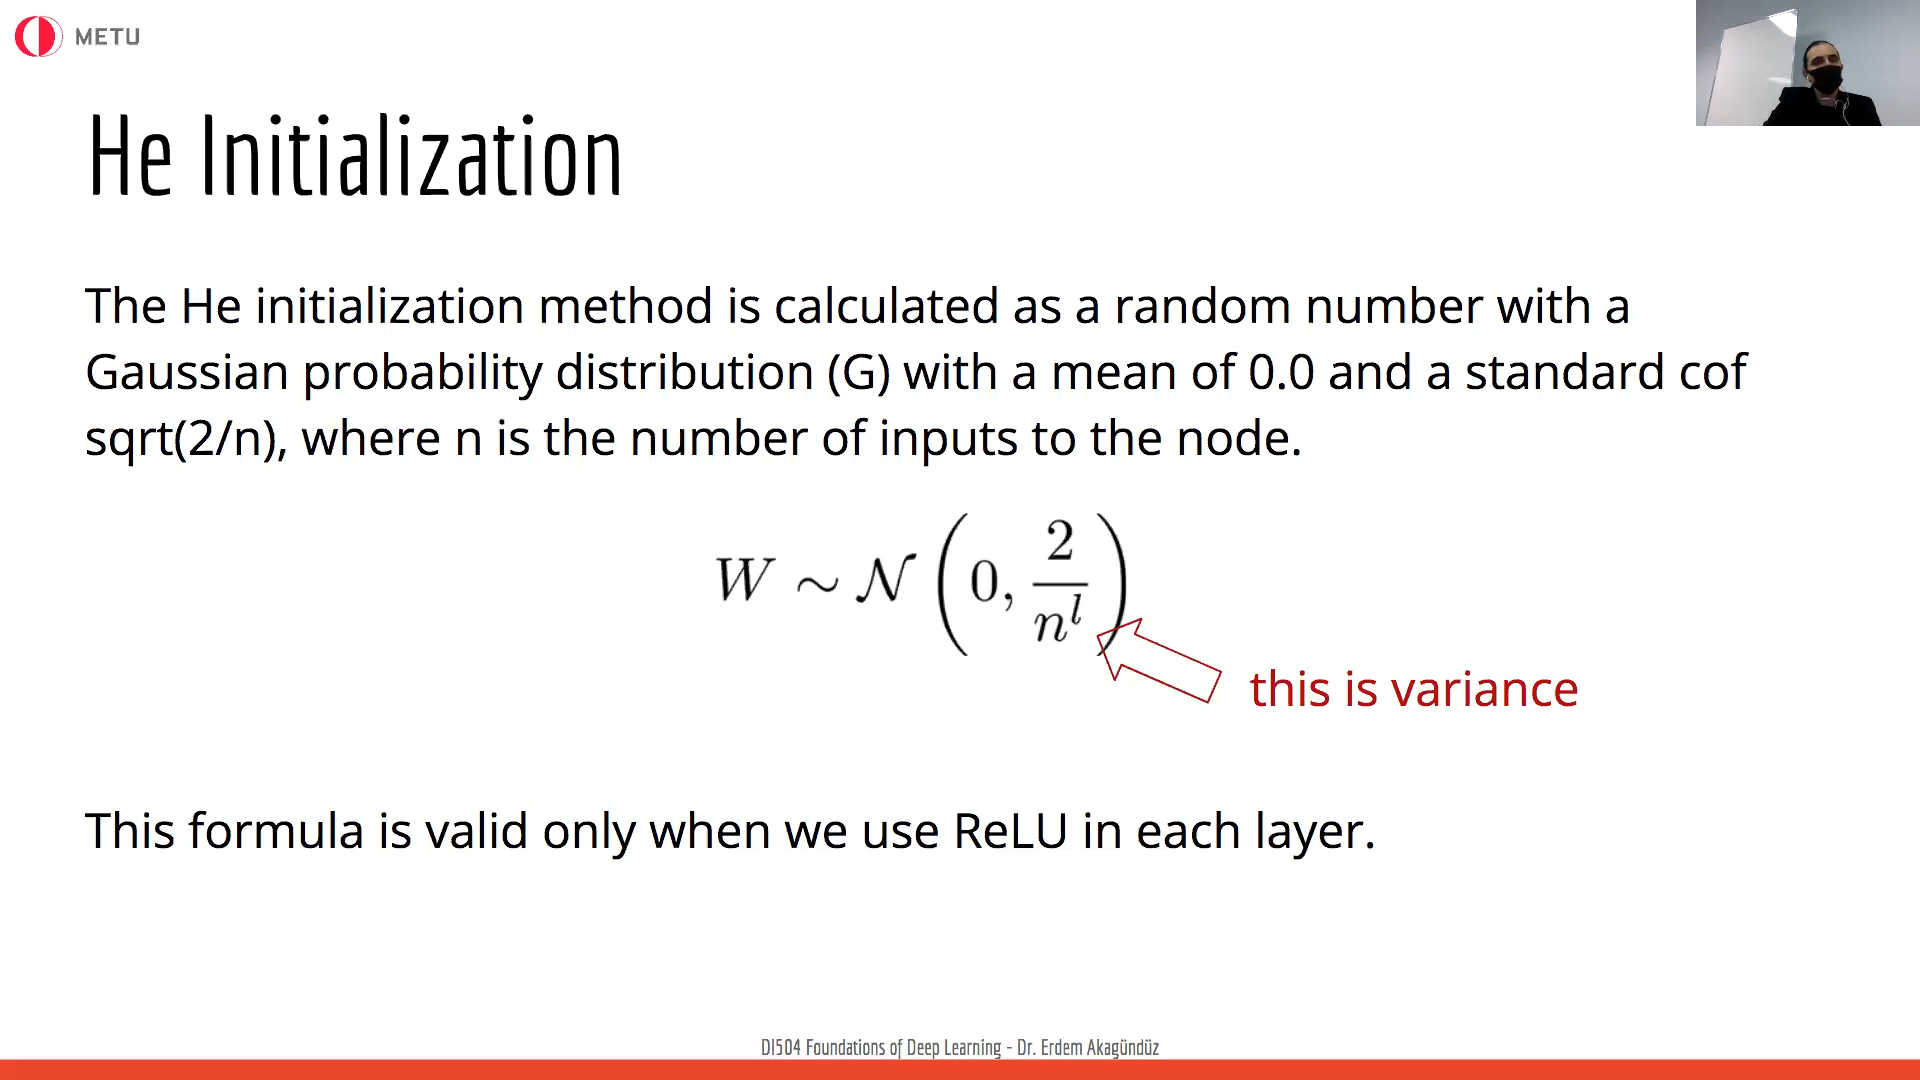 METU
He Initialization
The He initialization method is calculated as a random number with a
Gaussian probability distribution (G) with a mean of 0.0 and a standard cof
sqrt(2/n), where n is the number of inputs to the node.
W ~ 𝒩 (0, 2/n^l)
this is variance
This formula is valid only when we use ReLU in each layer.
DI504 Foundations of Deep Learning - Dr. Erdem Akagündüz